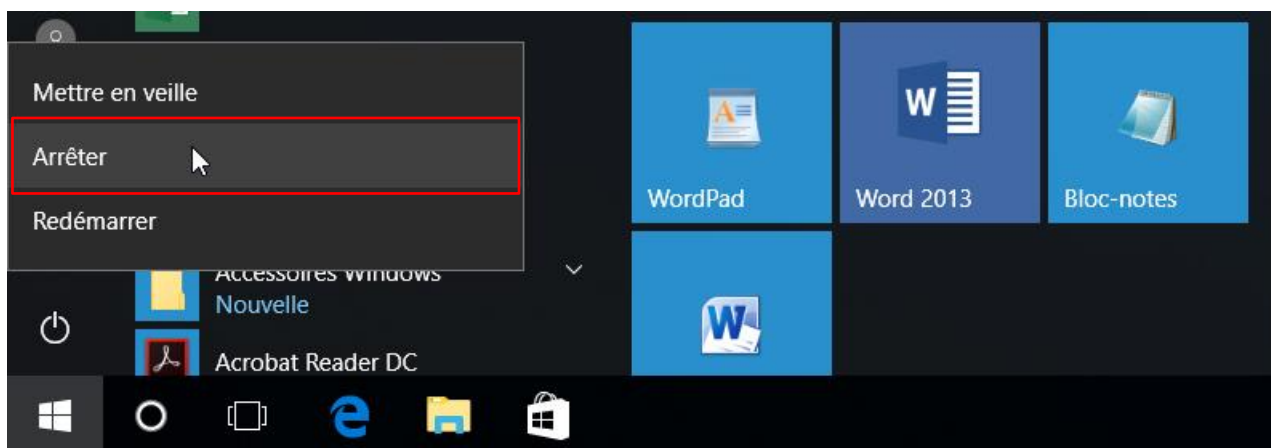 Mettre en veille
Arrêter
Redémarrer
Accessoires Windows
Nouvelle
Acrobat Reader DC
WordPad
Word 2013
Bloc-notes